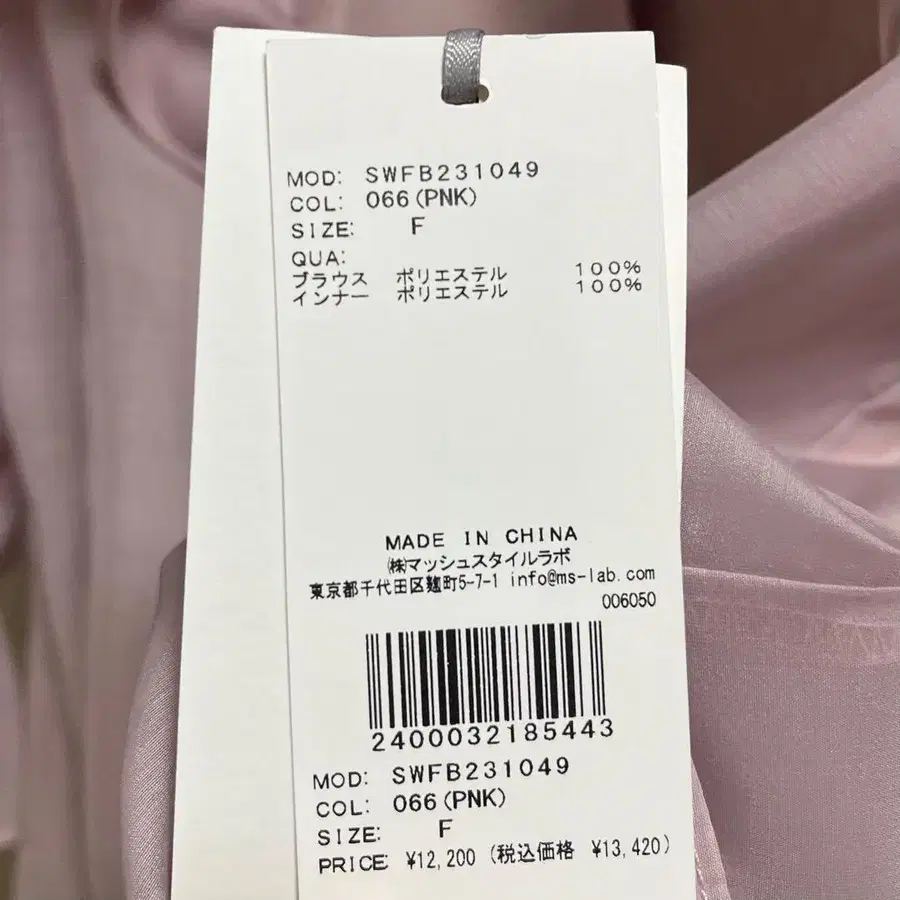 MOD: SWFB231049
COL: 066(PNK)
SIZE: F
QUA:
ブラウス ポリエステル 100%
インナー ポリエステル 100%
MADE IN CHINA
㈱マッシュスタイルラボ
東京都千代田区麹町5-7-1 info@ms-lab.com
006050
2400032185443
MOD: SWFB231049
COL: 066(PNK)
SIZE: F
PRICE: ¥12,200 (税込価格 ¥13,420)